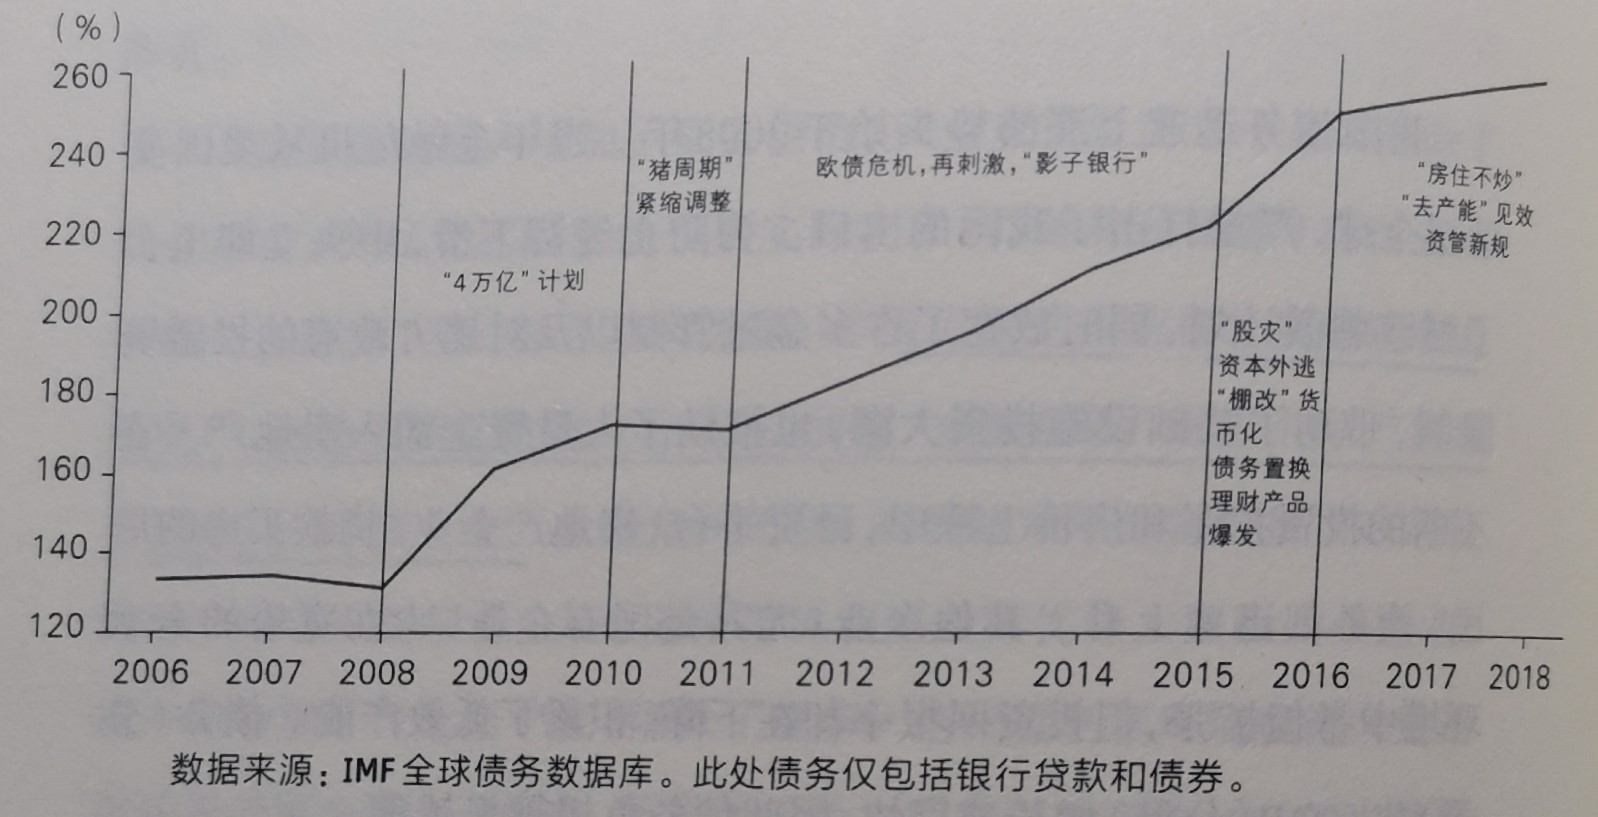 (%)
260
240
220
200
180
160
140
120
“4万亿”计划
“猪周期”
紧缩调整
欧债危机,再刺激,“影子银行”
“股灾”
资本外逃
“棚改”货
币化
债务置换
理财产品
爆发
“房住不炒”
“去产能”见效
资管新规
2006 2007 2008 2009 2010 2011 2012 2013 2014 2015 2016 2017 2018
数据来源:IMF全球债务数据库。此处债务仅包括银行贷款和债券。